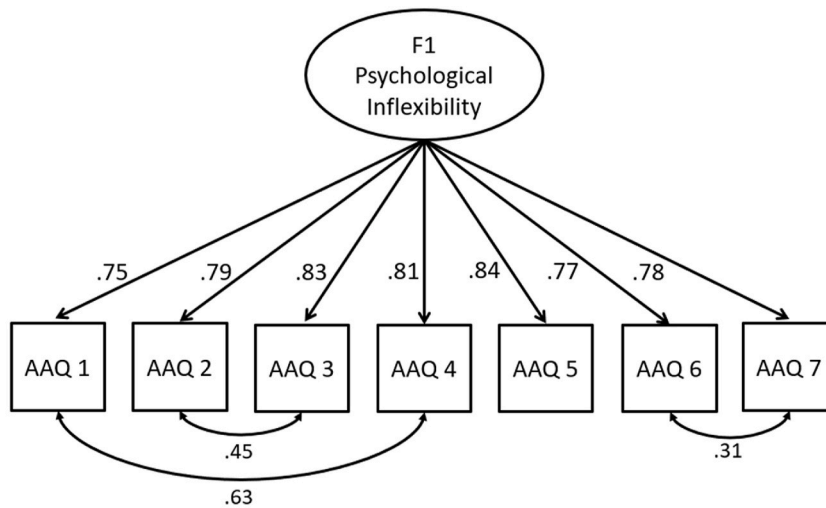 F1
Psychological
Inflexibility
.75 .79 .83 .81 .84 .77 .78
AAQ 1 AAQ 2 AAQ 3 AAQ 4 AAQ 5 AAQ 6 AAQ 7
.45 .31
.63